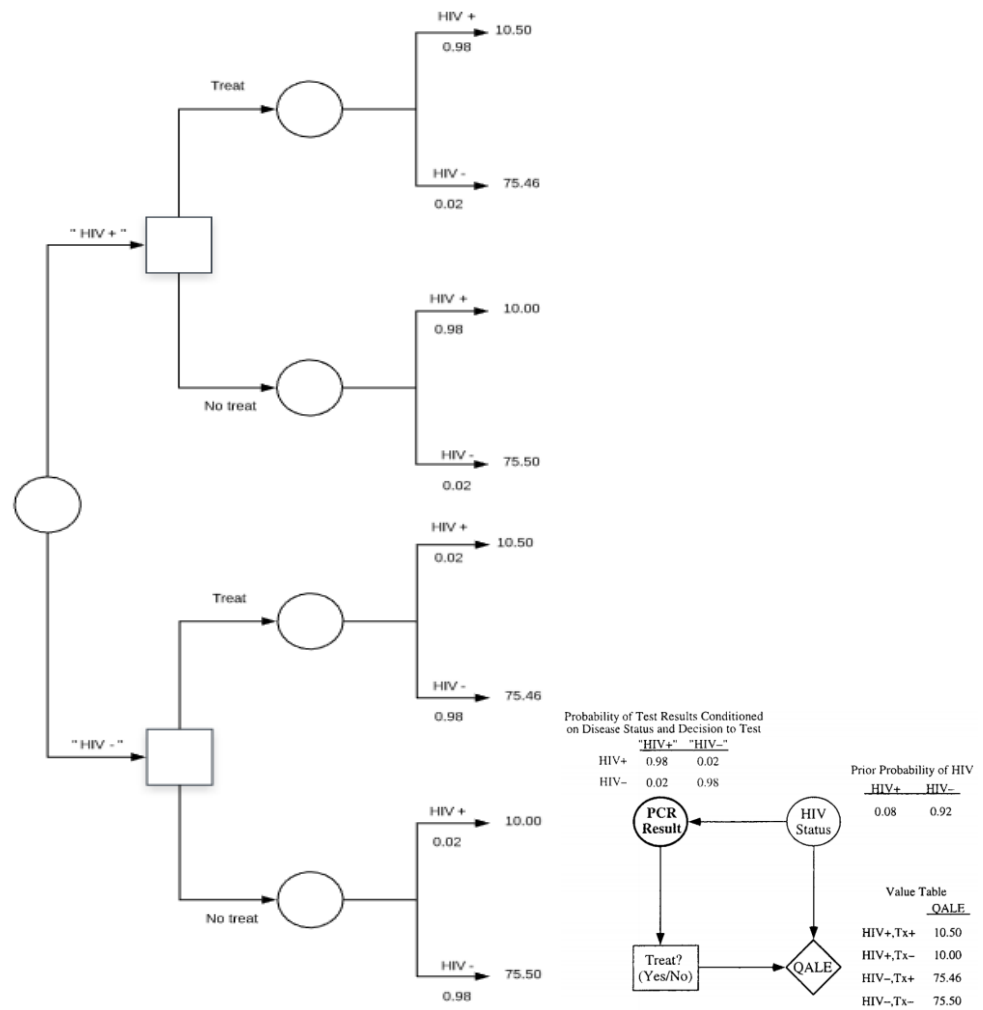 HIV +
10.50
0.98
Treat
HIV -
75.46
0.02
" HIV + "
HIV +
10.00
0.98
No treat
HIV -
75.50
0.02
HIV +
10.50
0.02
Treat
HIV -
75.46
0.98
" HIV - "
HIV +
10.00
0.02
No treat
HIV -
75.50
0.98
Probability of Test Results Conditioned
on Disease Status and Decision to Test
"HIV+" "HIV–"
HIV+ 0.98 0.02
HIV– 0.02 0.98
Prior Probability of HIV
HIV+ HIV–
0.08 0.92
PCR
Result
HIV
Status
Value Table
QALE
HIV+,Tx+ 10.50
HIV+,Tx– 10.00
HIV–,Tx+ 75.46
HIV–,Tx– 75.50
Treat?
(Yes/No)
QALE